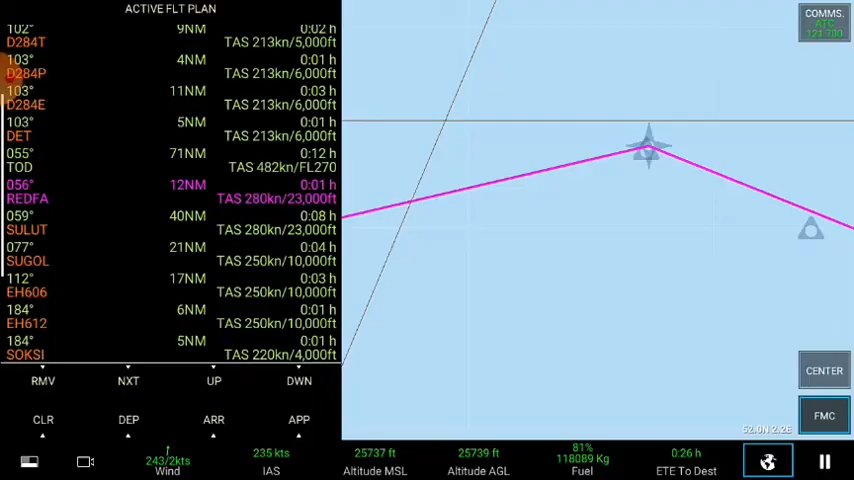 ACTIVE FLT PLAN
102° 9NM 0:02 h
D284T TAS 213kn/5,000ft
103° 4NM 0:01 h
D284P TAS 213kn/6,000ft
103° 11NM 0:03 h
D284E TAS 213kn/6,000ft
103° 5NM 0:01 h
DET TAS 213kn/6,000ft
055° 71NM 0:12 h
TOD TAS 482kn/FL270
056° 12NM 0:01 h
REDFA TAS 280kn/23,000ft
059° 40NM 0:08 h
SULUT TAS 280kn/23,000ft
077° 21NM 0:04 h
SUGOL TAS 250kn/10,000ft
112° 17NM 0:03 h
EH606 TAS 250kn/10,000ft
184° 6NM 0:01 h
EH612 TAS 250kn/10,000ft
184° 5NM 0:01 h
SOKSI TAS 220kn/4,000ft
RMV NXT UP DWN
CLR DEP ARR APP
COMMS.
ATC
121.700
CENTER
FMC
52.0N 2.2E
243/2kts
Wind
235 kts
IAS
25737 ft
Altitude MSL
25739 ft
Altitude AGL
81%
118089 Kg
Fuel
0:26 h
ETE To Dest